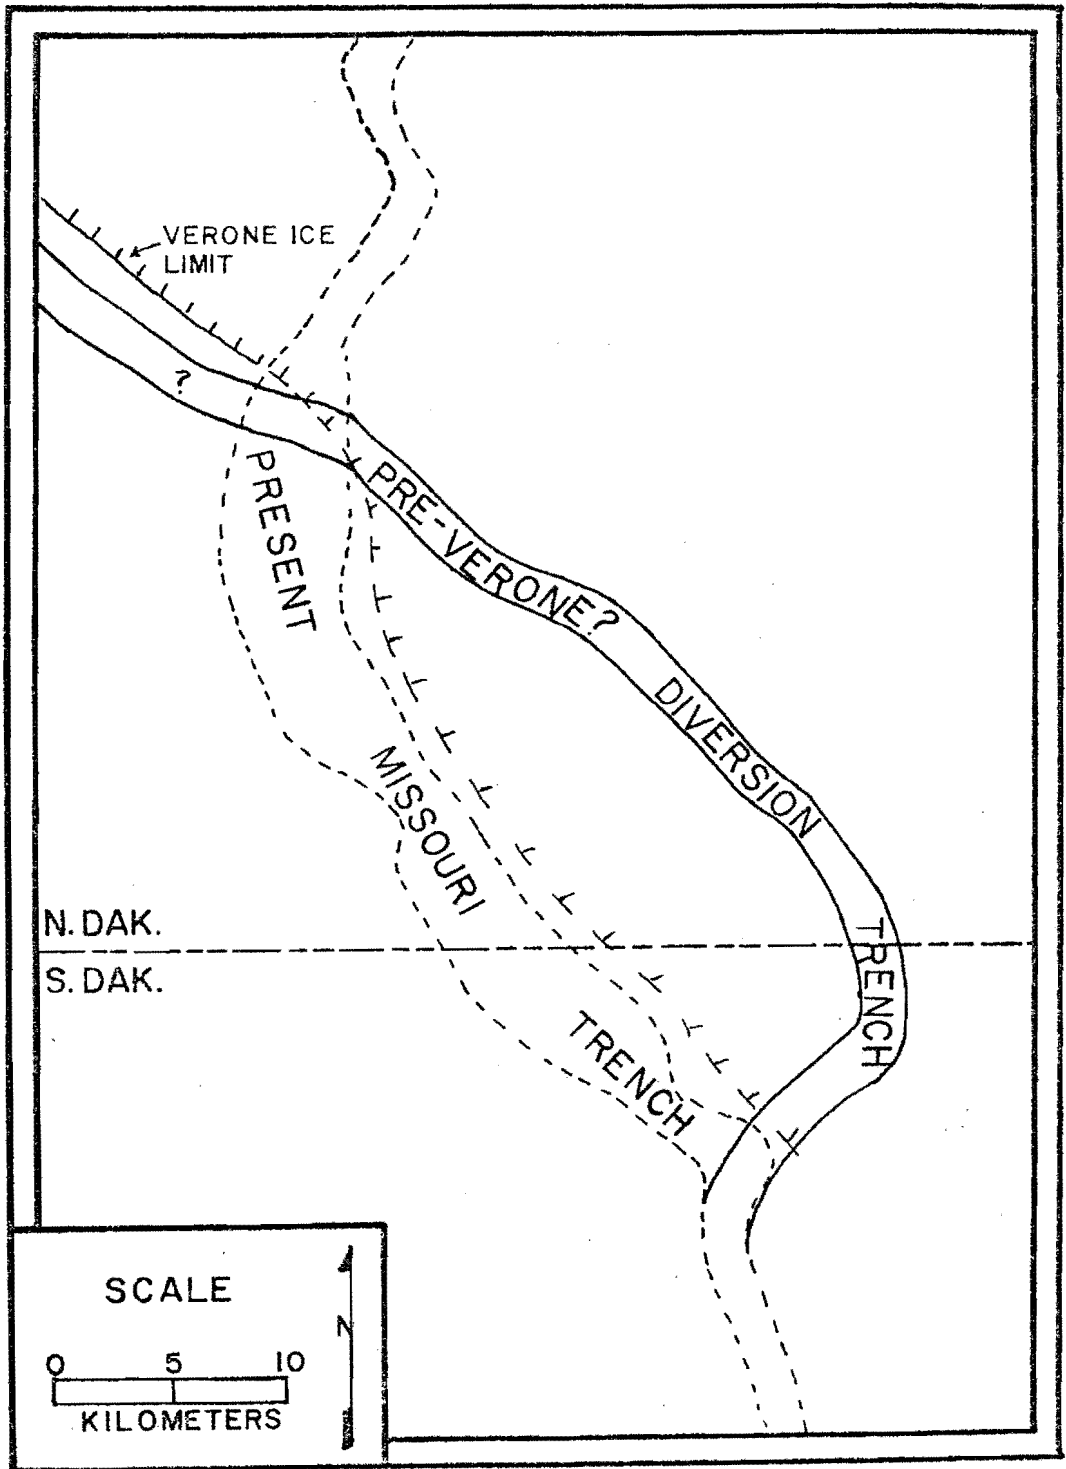 VERONE ICE
LIMIT
?
PRESENT
MISSOURI
TRENCH
PRE-VERONE?
DIVERSION
TRENCH
N. DAK.
S. DAK.
SCALE
N
0 5 10
KILOMETERS